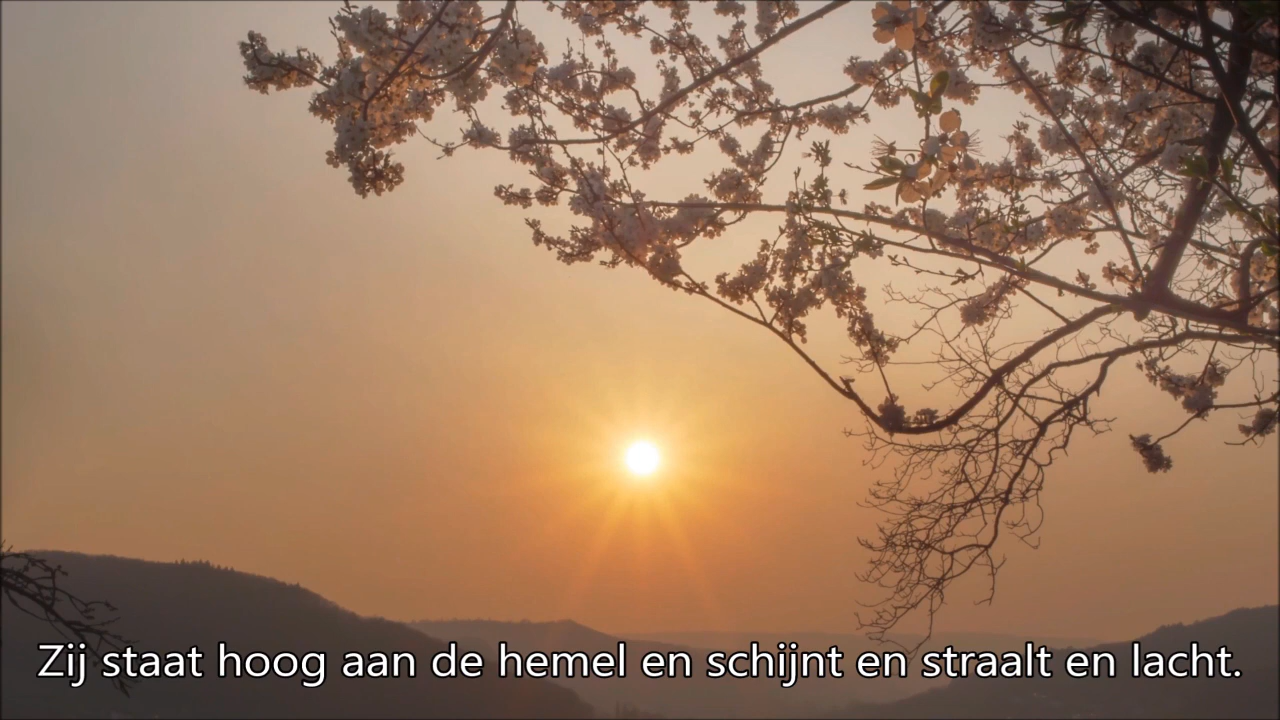 Zij staat hoog aan de hemel en schijnt en straalt en lacht.